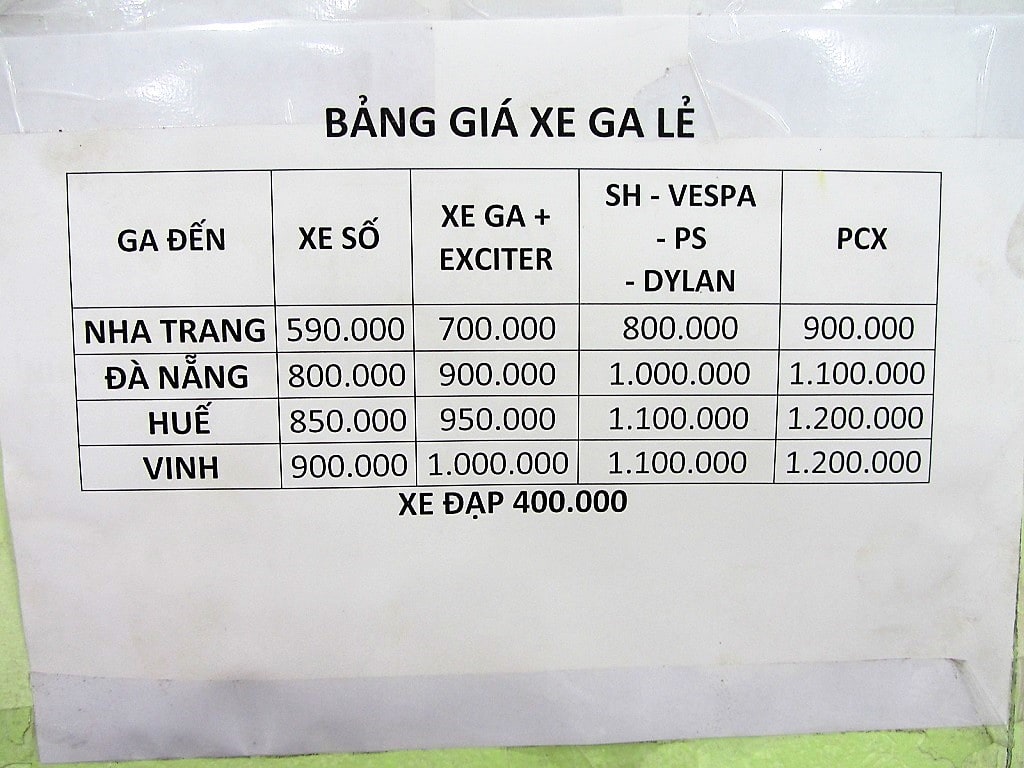 BẢNG GIÁ XE GA LẺ
GA ĐẾN XE SỐ XE GA + EXCITER SH - VESPA - PS - DYLAN PCX
NHA TRANG 590.000 700.000 800.000 900.000
ĐÀ NẴNG 800.000 900.000 1.000.000 1.100.000
HUẾ 850.000 950.000 1.100.000 1.200.000
VINH 900.000 1.000.000 1.100.000 1.200.000
XE ĐẠP 400.000